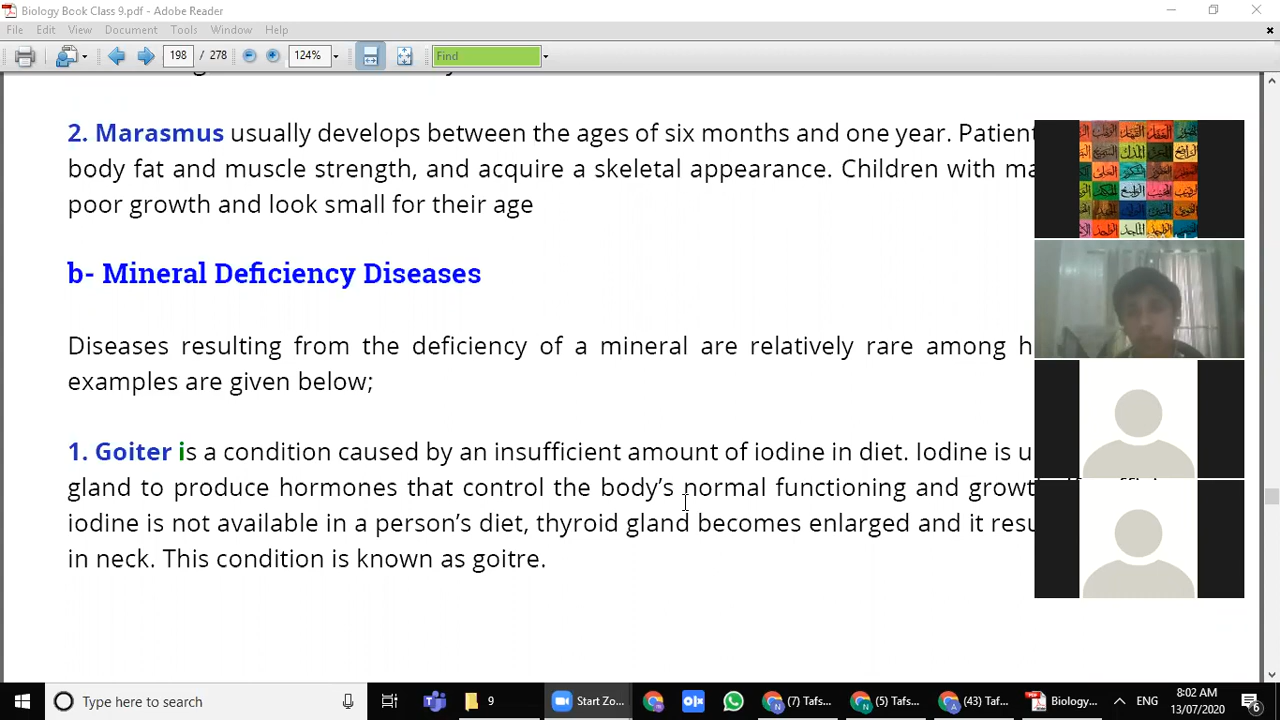 Biology Book Class 9.pdf - Adobe Reader
File Edit View Document Tools Window Help
198 / 278 124% Find
2. Marasmus usually develops between the ages of six months and one year. Patient
body fat and muscle strength, and acquire a skeletal appearance. Children with ma
poor growth and look small for their age
b- Mineral Deficiency Diseases
Diseases resulting from the deficiency of a mineral are relatively rare among h
examples are given below;
1. Goiter is a condition caused by an insufficient amount of iodine in diet. Iodine is u
gland to produce hormones that control the body's normal functioning and growt
iodine is not available in a person's diet, thyroid gland becomes enlarged and it resu
in neck. This condition is known as goitre.
Type here to search 9 Start Zo... (7) Tafs... (5) Tafs... (43) Taf... Biology... ENG 8:02 AM
13/07/2020 6